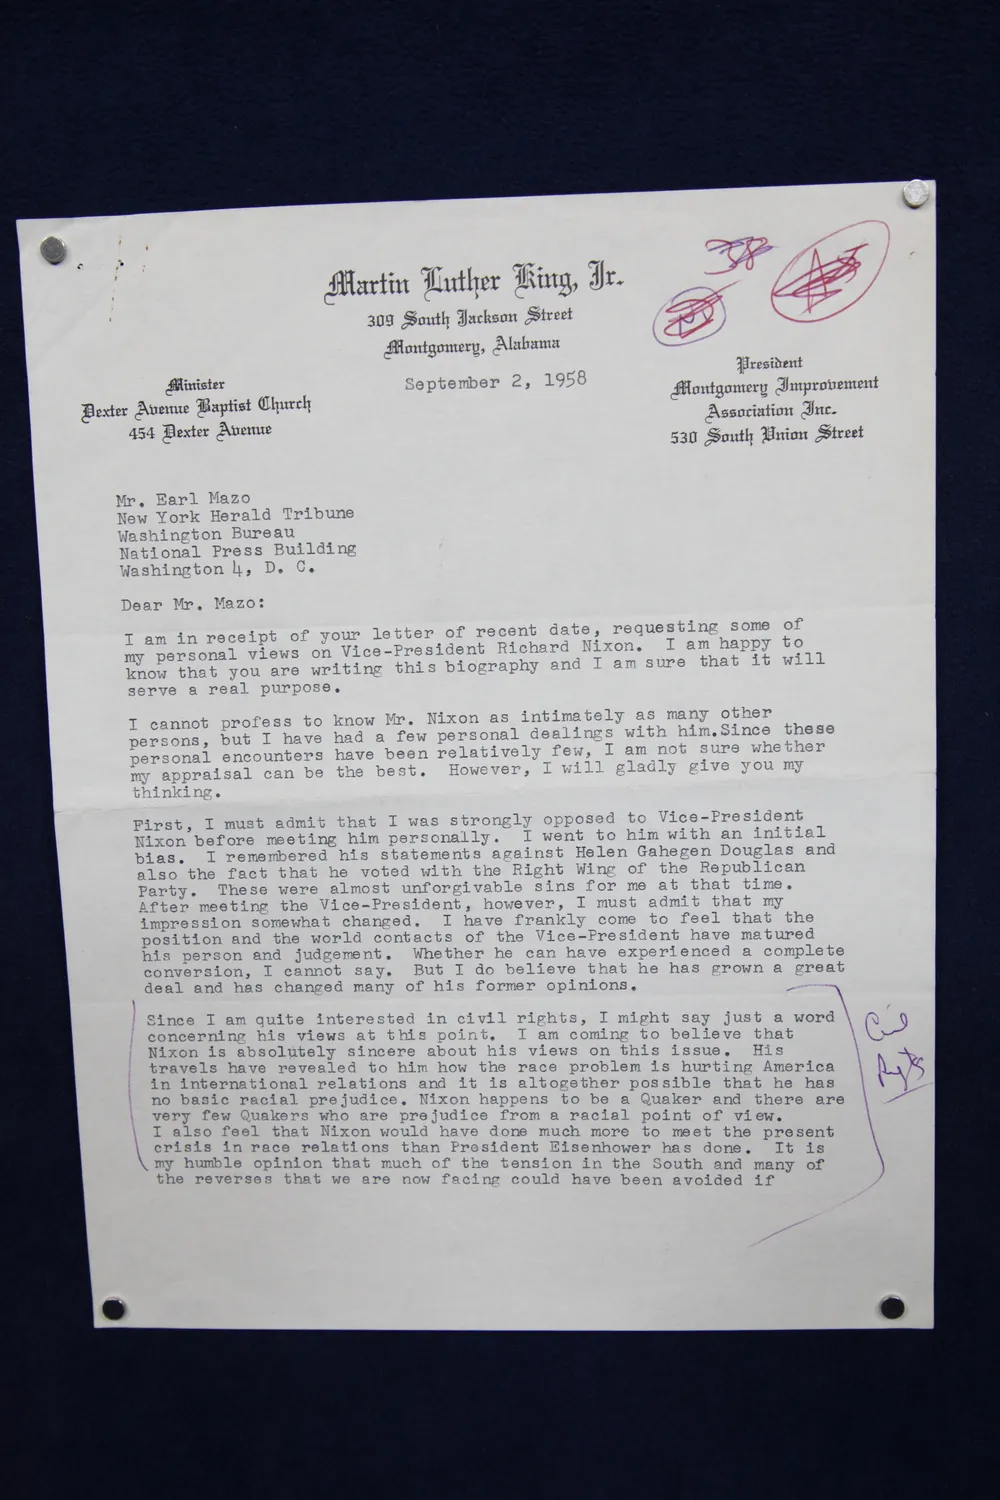 Martin Luther King, Jr.
309 South Jackson Street
Montgomery, Alabama
38
September 2, 1958
Minister
Dexter Avenue Baptist Church
454 Dexter Avenue
President
Montgomery Improvement
Association Inc.
530 South Union Street
Mr. Earl Mazo
New York Herald Tribune
Washington Bureau
National Press Building
Washington 4, D. C.
Dear Mr. Mazo:
I am in receipt of your letter of recent date, requesting some of
my personal views on Vice-President Richard Nixon. I am happy to
know that you are writing this biography and I am sure that it will
serve a real purpose.
I cannot profess to know Mr. Nixon as intimately as many other
persons, but I have had a few personal dealings with him.Since these
personal encounters have been relatively few, I am not sure whether
my appraisal can be the best. However, I will gladly give you my
thinking.
First, I must admit that I was strongly opposed to Vice-President
Nixon before meeting him personally. I went to him with an initial
bias. I remembered his statements against Helen Gahegen Douglas and
also the fact that he voted with the Right Wing of the Republican
Party. These were almost unforgivable sins for me at that time.
After meeting the Vice-President, however, I must admit that my
impression somewhat changed. I have frankly come to feel that the
position and the world contacts of the Vice-President have matured
his person and judgement. Whether he can have experienced a complete
conversion, I cannot say. But I do believe that he has grown a great
deal and has changed many of his former opinions.
Since I am quite interested in civil rights, I might say just a word
concerning his views at this point. I am coming to believe that
Nixon is absolutely sincere about his views on this issue. His
travels have revealed to him how the race problem is hurting America
in international relations and it is altogether possible that he has
no basic racial prejudice. Nixon happens to be a Quaker and there are
very few Quakers who are prejudice from a racial point of view.
I also feel that Nixon would have done much more to meet the present
crisis in race relations than President Eisenhower has done. It is
my humble opinion that much of the tension in the South and many of
the reverses that we are now facing could have been avoided if
Civil
Rights